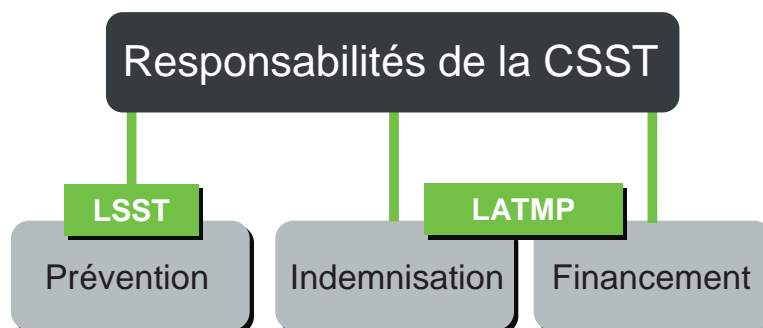 Responsabilités de la CSST
LSST
LATMP
Prévention
Indemnisation
Financement